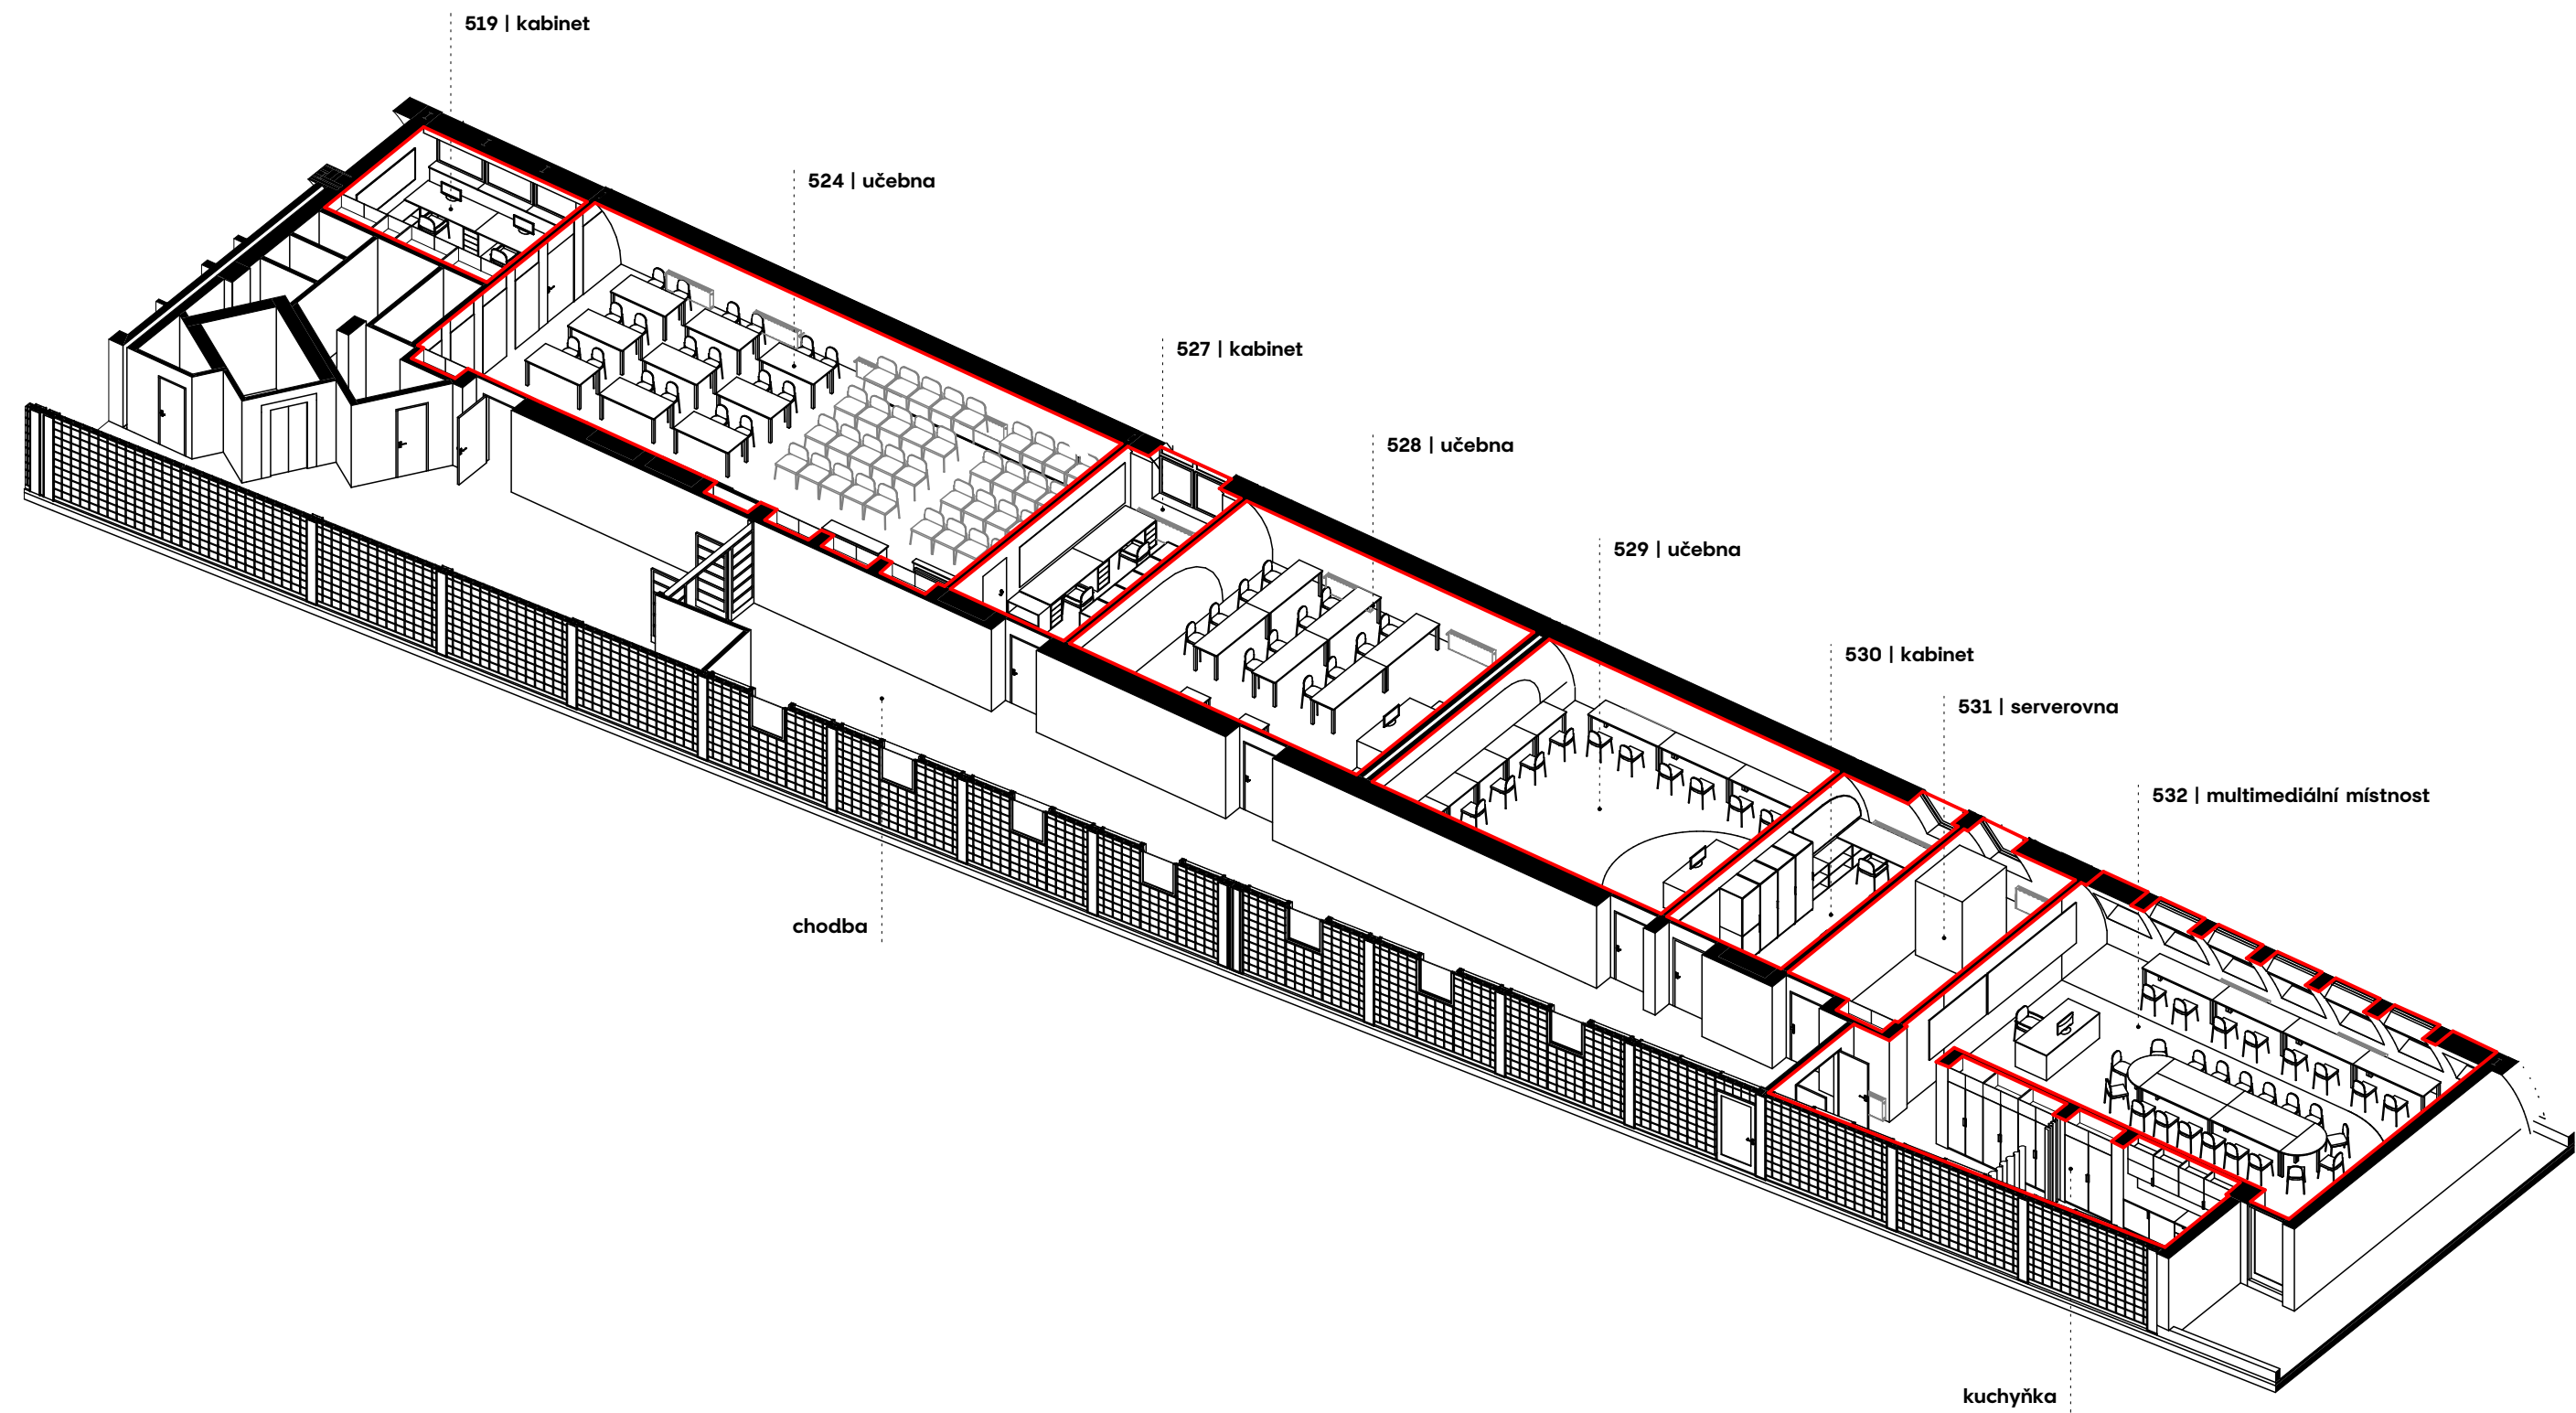 519 | kabinet
524 | učebna
527 | kabinet
528 | učebna
529 | učebna
530 | kabinet
531 | serverovna
532 | multimediální místnost
chodba
kuchyňka